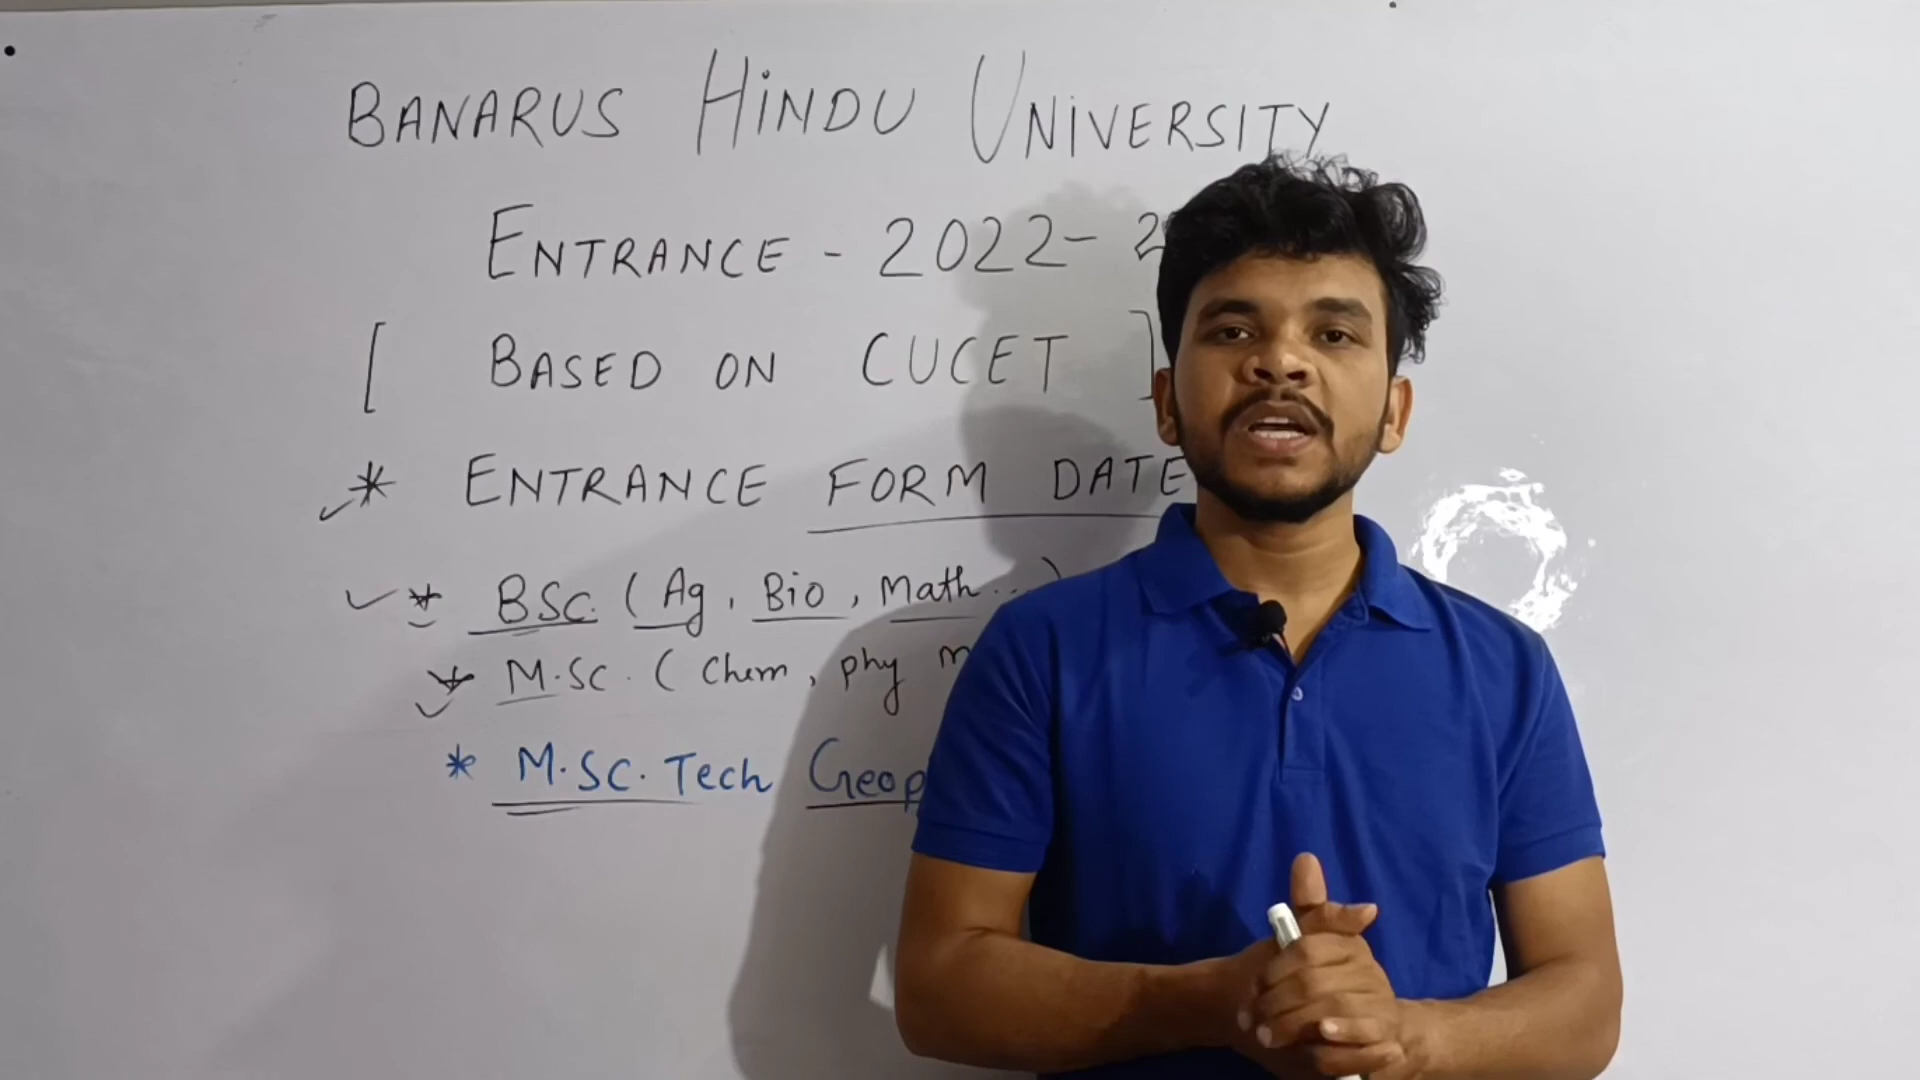 BANARUS HINDU UNIVERSITY
ENTRANCE - 2022-
[ BASED ON CUCET ]
* ENTRANCE FORM DATE
* BSC. (Ag, Bio, Math...)
* M.SC. (Chem, phy
* M.SC. Tech